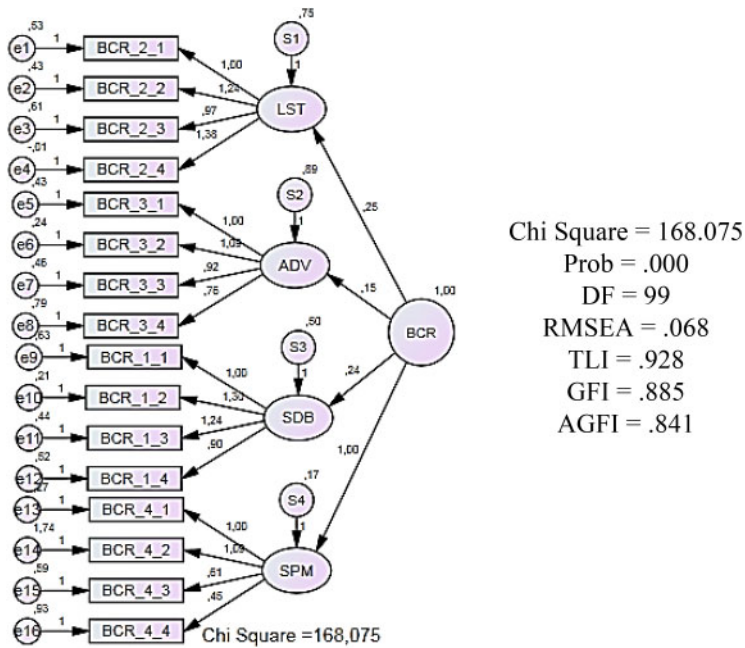 ,53
,75
e1 1 BCR_2_1
S1
,43
1,00
1
e2 1 BCR_2_2
1,24
LST
,61
,97
e3 1 BCR_2_3
1,38
-,01
e4 1 BCR_2_4
,43
,89
e5 1 BCR_3_1
S2
,25
,24
1,00
1
e6 1 BCR_3_2
1,09
ADV
e7 1 BCR_3_3
,92
,15
,79
,75
1,00
e8 1 BCR_3_4
,50
BCR
,63
e9 1 BCR_1_1
S3
,21
1,00
1
,24
e10 1 BCR_1_2
1,30
SDB
,44
1,24
e11 1 BCR_1_3
,90
1,00
,52
e12 1 BCR_1_4
,17
e13 1 BCR_4_1
S4
1,74
1,00
1
e14 1 BCR_4_2
1,09
SPM
,59
,61
e15 1 BCR_4_3
,45
,93
e16 1 BCR_4_4
Chi Square =168,075
Chi Square = 168.075
Prob = .000
DF = 99
RMSEA = .068
TLI = .928
GFI = .885
AGFI = .841